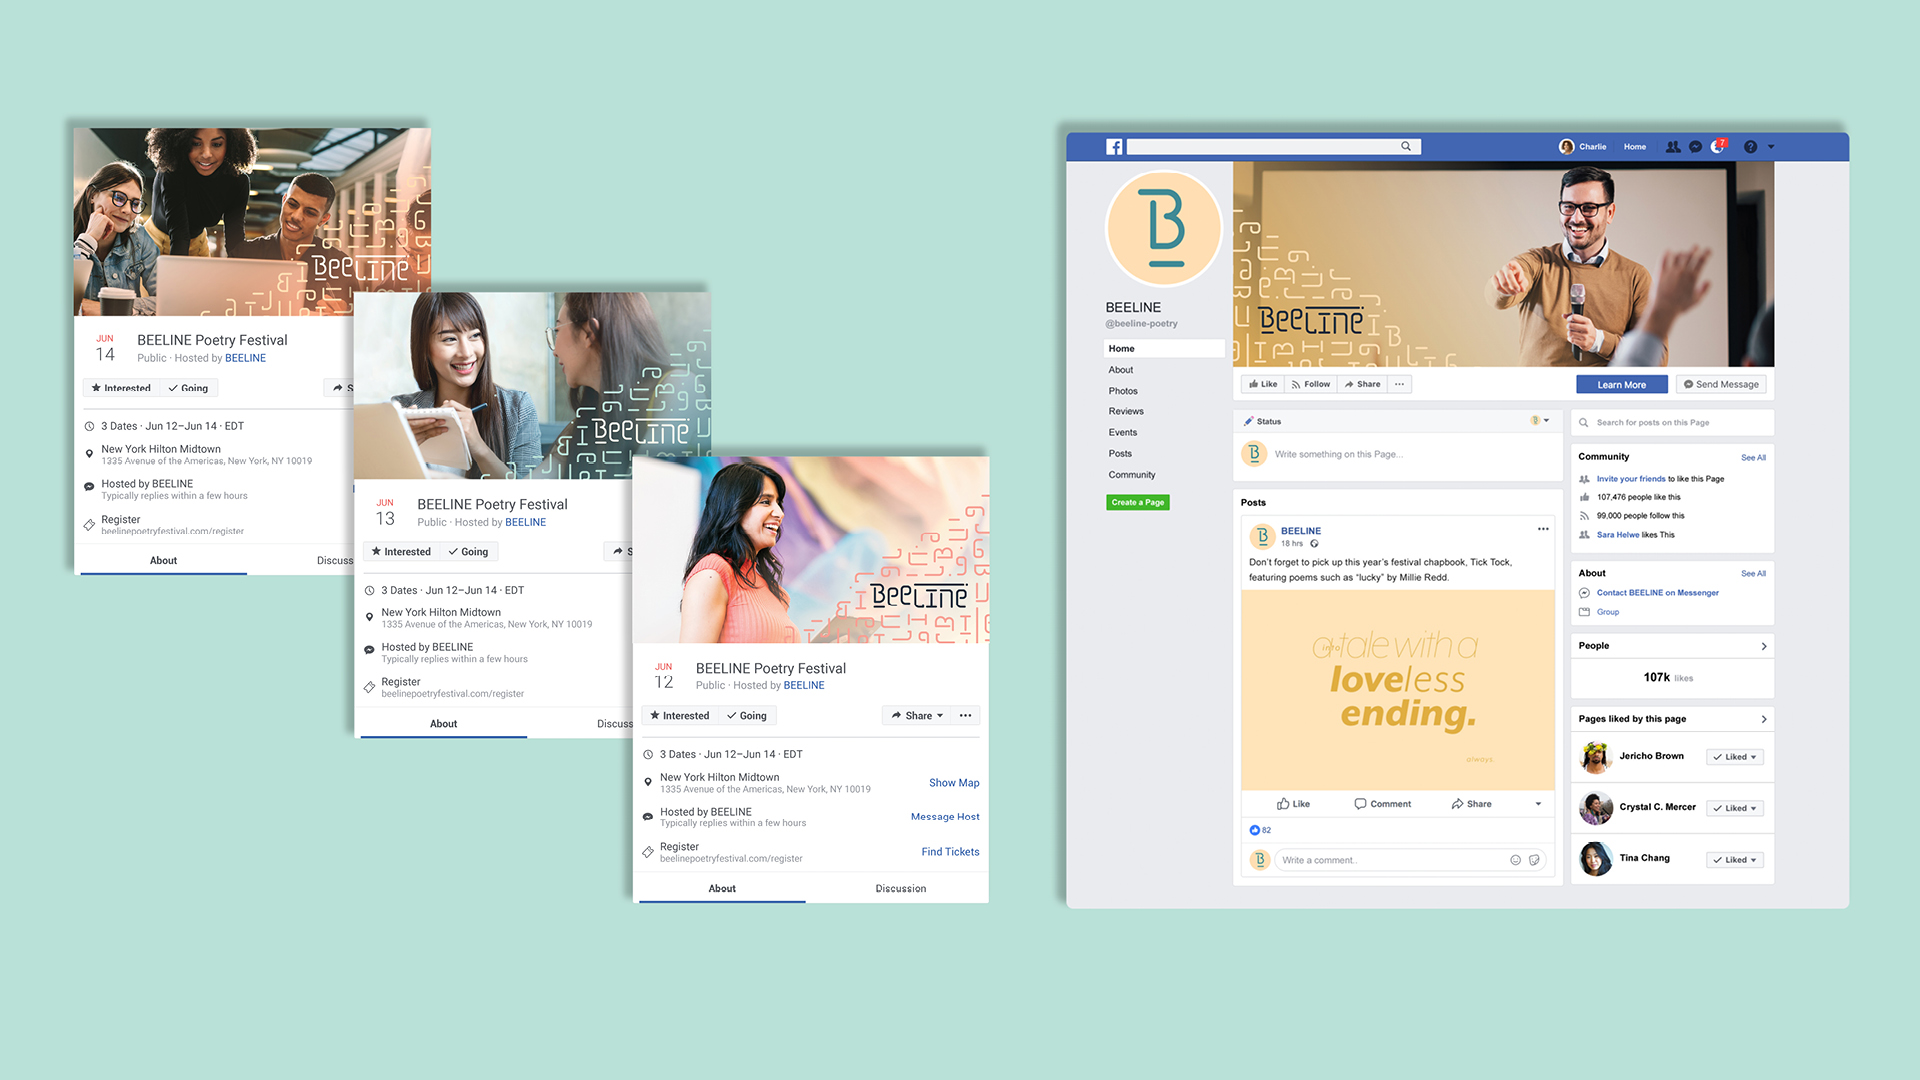 BEELINE
JUN
14
BEELINE Poetry Festival
Public · Hosted by BEELINE
Interested
Going
S
3 Dates · Jun 12–Jun 14 · EDT
New York Hilton Midtown
1335 Avenue of the Americas, New York, NY 10019
Hosted by BEELINE
Typically replies within a few hours
Register
beelinepoetryfestival.com/register
About
Discuss
BEELINE
JUN
13
BEELINE Poetry Festival
Public · Hosted by BEELINE
Interested
Going
S
3 Dates · Jun 12–Jun 14 · EDT
New York Hilton Midtown
1335 Avenue of the Americas, New York, NY 10019
Hosted by BEELINE
Typically replies within a few hours
Register
beelinepoetryfestival.com/register
About
Discuss
BeeLINE
JUN
12
BEELINE Poetry Festival
Public · Hosted by BEELINE
Interested
Going
Share
3 Dates · Jun 12–Jun 14 · EDT
New York Hilton Midtown
Show Map
1335 Avenue of the Americas, New York, NY 10019
Hosted by BEELINE
Message Host
Typically replies within a few hours
Register
Find Tickets
beelinepoetryfestival.com/register
About
Discussion
f
Charlie
Home
7
?
B
BEELINE
@beeline-poetry
Home
About
Photos
Reviews
Events
Posts
Community
Create a Page
BeeLINE
Like
Follow
Share
Learn More
Send Message
Status
B
B
Write something on this Page...
Posts
B
BEELINE
18 hrs
Don't forget to pick up this year's festival chapbook, Tick Tock,
featuring poems such as "lucky" by Millie Redd.
a tale with a
into
loveless
ending.
always.
Like
Comment
Share
82
B
Write a comment..
Search for posts on this Page
Community
See All
Invite your friends to like this Page
107,476 people like this
99,000 people follow this
Sara Helwe likes This
About
See All
Contact BEELINE on Messenger
Group
People
107k likes
Pages liked by this page
Jericho Brown
Liked
Crystal C. Mercer
Liked
Tina Chang
Liked